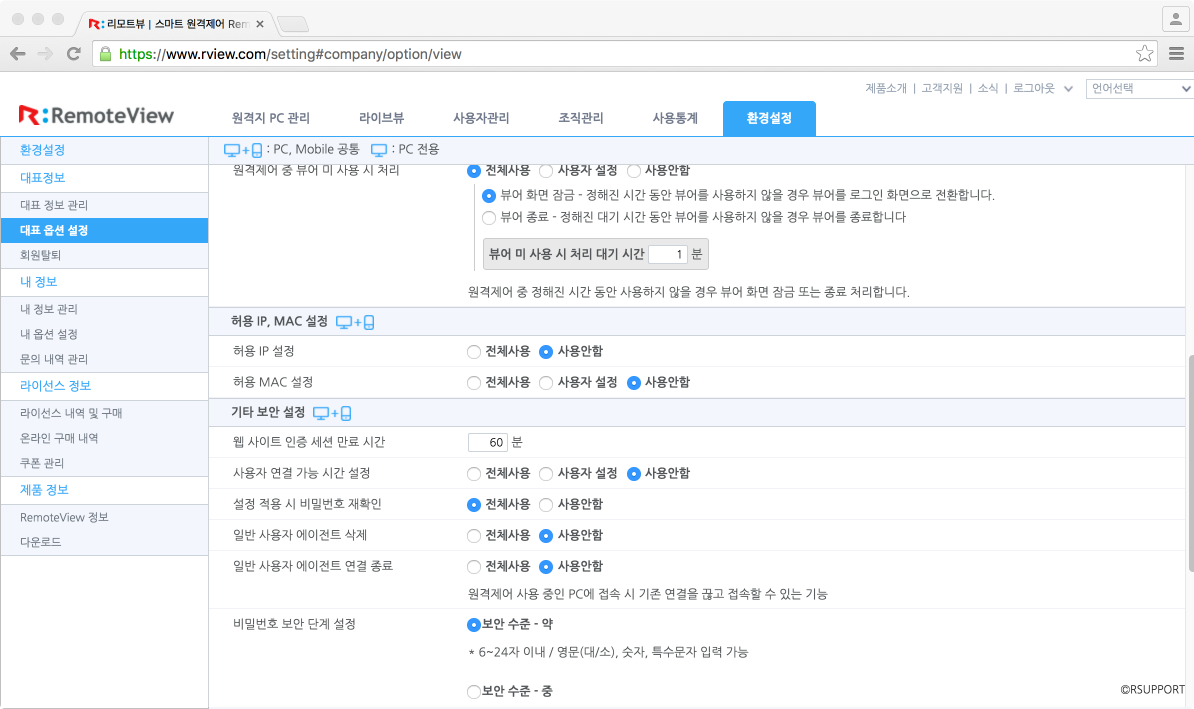 리모트뷰 | 스마트 원격제어 Rem
https://www.rview.com/setting#company/option/view
제품소개 | 고객지원 | 소식 | 로그아웃 언어선택
RemoteView 원격지 PC 관리 라이브뷰 사용자관리 조직관리 사용통계 환경설정
환경설정
대표정보
대표 정보 관리
대표 옵션 설정
회원탈퇴
내 정보
내 정보 관리
내 옵션 설정
문의 내역 관리
라이선스 정보
라이선스 내역 및 구매
온라인 구매 내역
쿠폰 관리
제품 정보
RemoteView 정보
다운로드
+ : PC, Mobile 공통 : PC 전용
원격제어 중 뷰어 미 사용 시 처리 전체사용 사용자 설정 사용안함
뷰어 화면 잠금 - 정해진 시간 동안 뷰어를 사용하지 않을 경우 뷰어를 로그인 화면으로 전환합니다.
뷰어 종료 - 정해진 대기 시간 동안 뷰어를 사용하지 않을 경우 뷰어를 종료합니다
뷰어 미 사용 시 처리 대기 시간 1 분
원격제어 중 정해진 시간 동안 사용하지 않을 경우 뷰어 화면 잠금 또는 종료 처리합니다.
허용 IP, MAC 설정 +
허용 IP 설정 전체사용 사용안함
허용 MAC 설정 전체사용 사용자 설정 사용안함
기타 보안 설정 +
웹 사이트 인증 세션 만료 시간 60 분
사용자 연결 가능 시간 설정 전체사용 사용자 설정 사용안함
설정 적용 시 비밀번호 재확인 전체사용 사용안함
일반 사용자 에이전트 삭제 전체사용 사용안함
일반 사용자 에이전트 연결 종료 전체사용 사용안함
원격제어 사용 중인 PC에 접속 시 기존 연결을 끊고 접속할 수 있는 기능
비밀번호 보안 단계 설정 보안 수준 - 약
* 6~24자 이내 / 영문(대/소), 숫자, 특수문자 입력 가능
보안 수준 - 중
©RSUPPORT